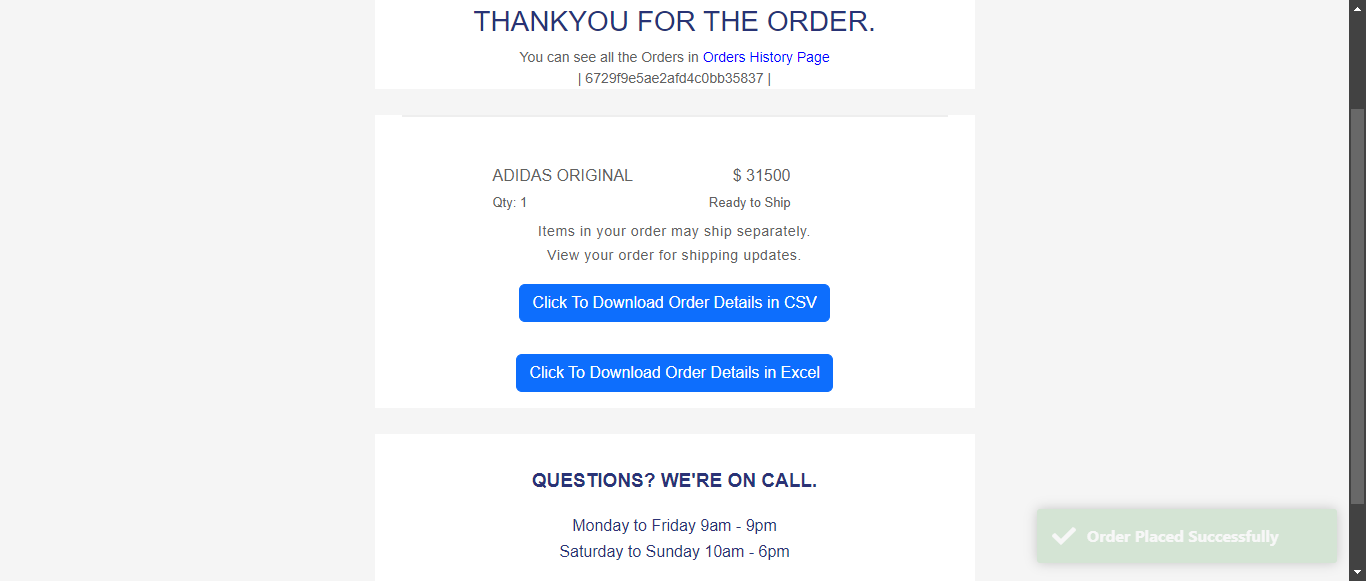 THANKYOU FOR THE ORDER.
You can see all the Orders in Orders History Page
| 6729f9e5ae2afd4c0bb35837 |
ADIDAS ORIGINAL $ 31500
Qty: 1 Ready to Ship
Items in your order may ship separately.
View your order for shipping updates.
Click To Download Order Details in CSV
Click To Download Order Details in Excel
QUESTIONS? WE'RE ON CALL.
Monday to Friday 9am - 9pm
Saturday to Sunday 10am - 6pm
Order Placed Successfully